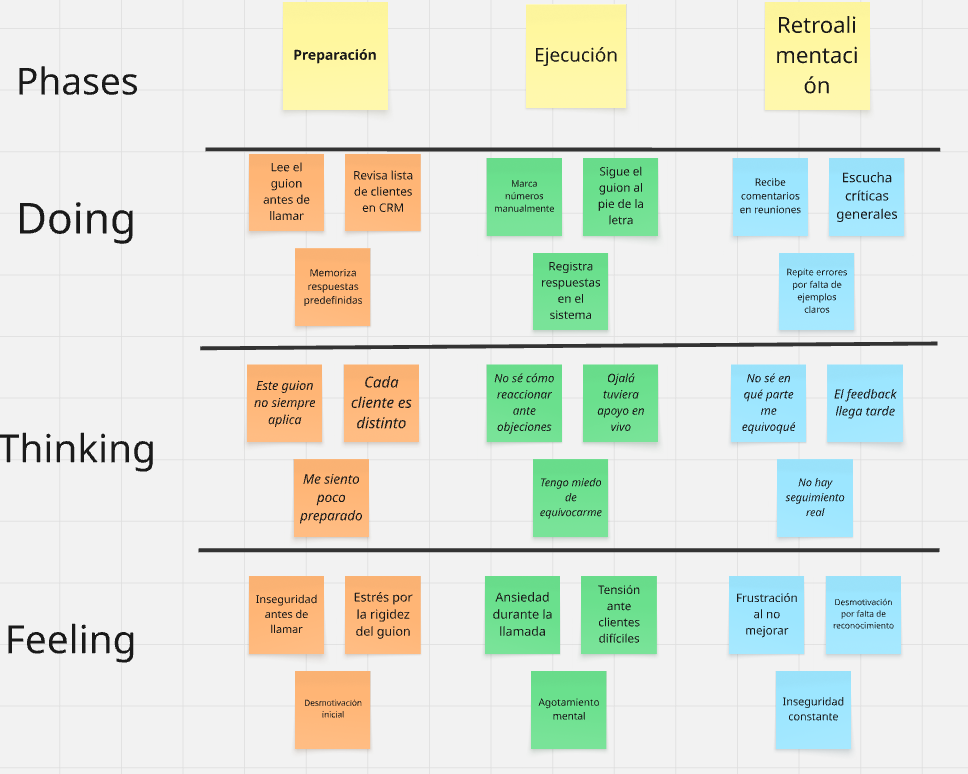 Phases
Preparación
Ejecución
Retroali
mentaci
ón
Doing
Lee el
guion
antes de
llamar
Revisa lista
de clientes
en CRM
Memoriza
respuestas
predefinidas
Marca
números
manualmente
Sigue el
guion al
pie de la
letra
Registra
respuestas
en el
sistema
Recibe
comentarios
en reuniones
Escucha
críticas
generales
Repite errores
por falta de
ejemplos
claros
Thinking
Este guion
no siempre
aplica
Cada
cliente es
distinto
Me siento
poco
preparado
No sé cómo
reaccionar
ante
objeciones
Ojalá
tuviera
apoyo en
vivo
Tengo miedo
de
equivocarme
No sé en
qué parte
me
equivoqué
El feedback
llega tarde
No hay
seguimiento
real
Feeling
Inseguridad
antes de
llamar
Estrés por
la rigidez
del guion
Desmotivación
inicial
Ansiedad
durante la
llamada
Tensión
ante
clientes
difíciles
Agotamiento
mental
Frustración
al no
mejorar
Desmotivación
por falta de
reconocimiento
Inseguridad
constante